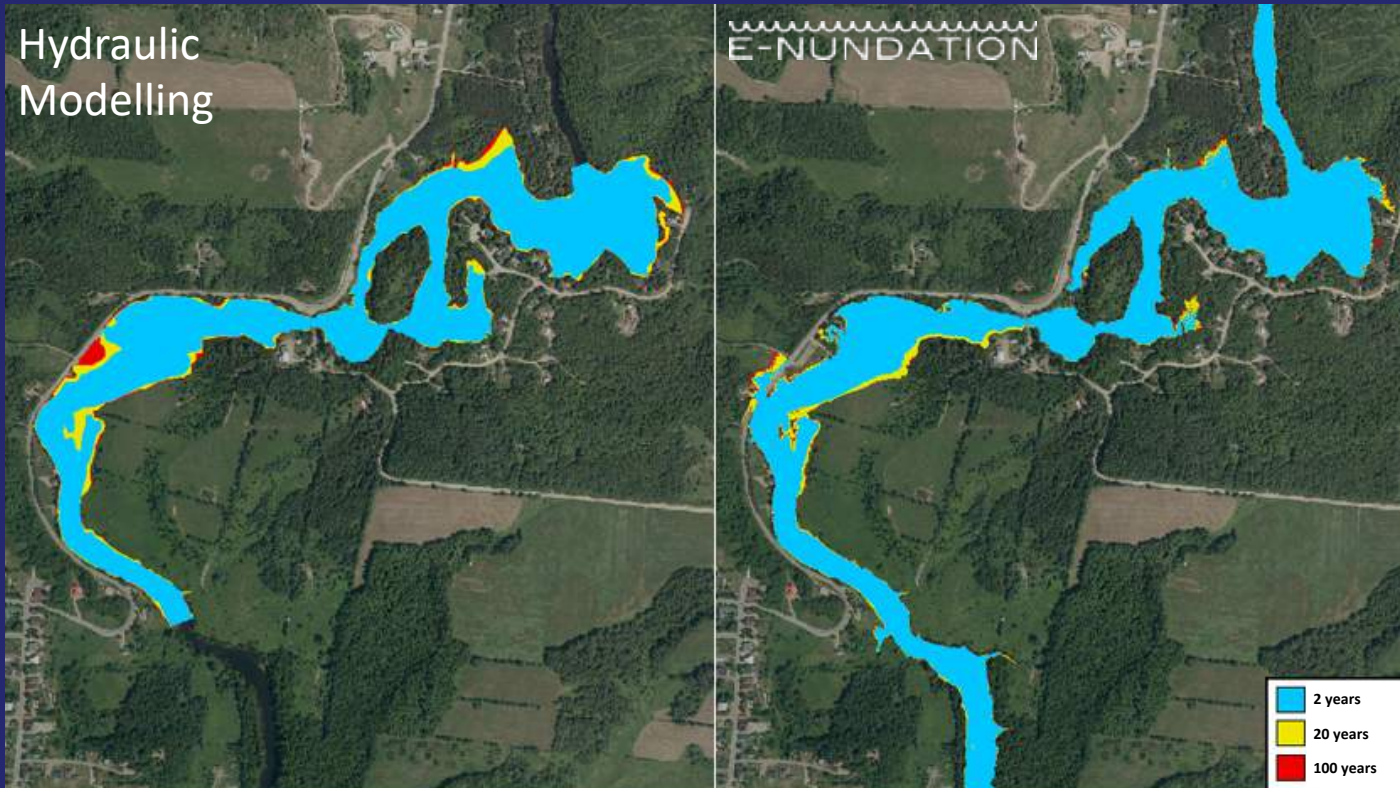 Hydraulic
Modelling
E-NUNDATION
2 years
20 years
100 years